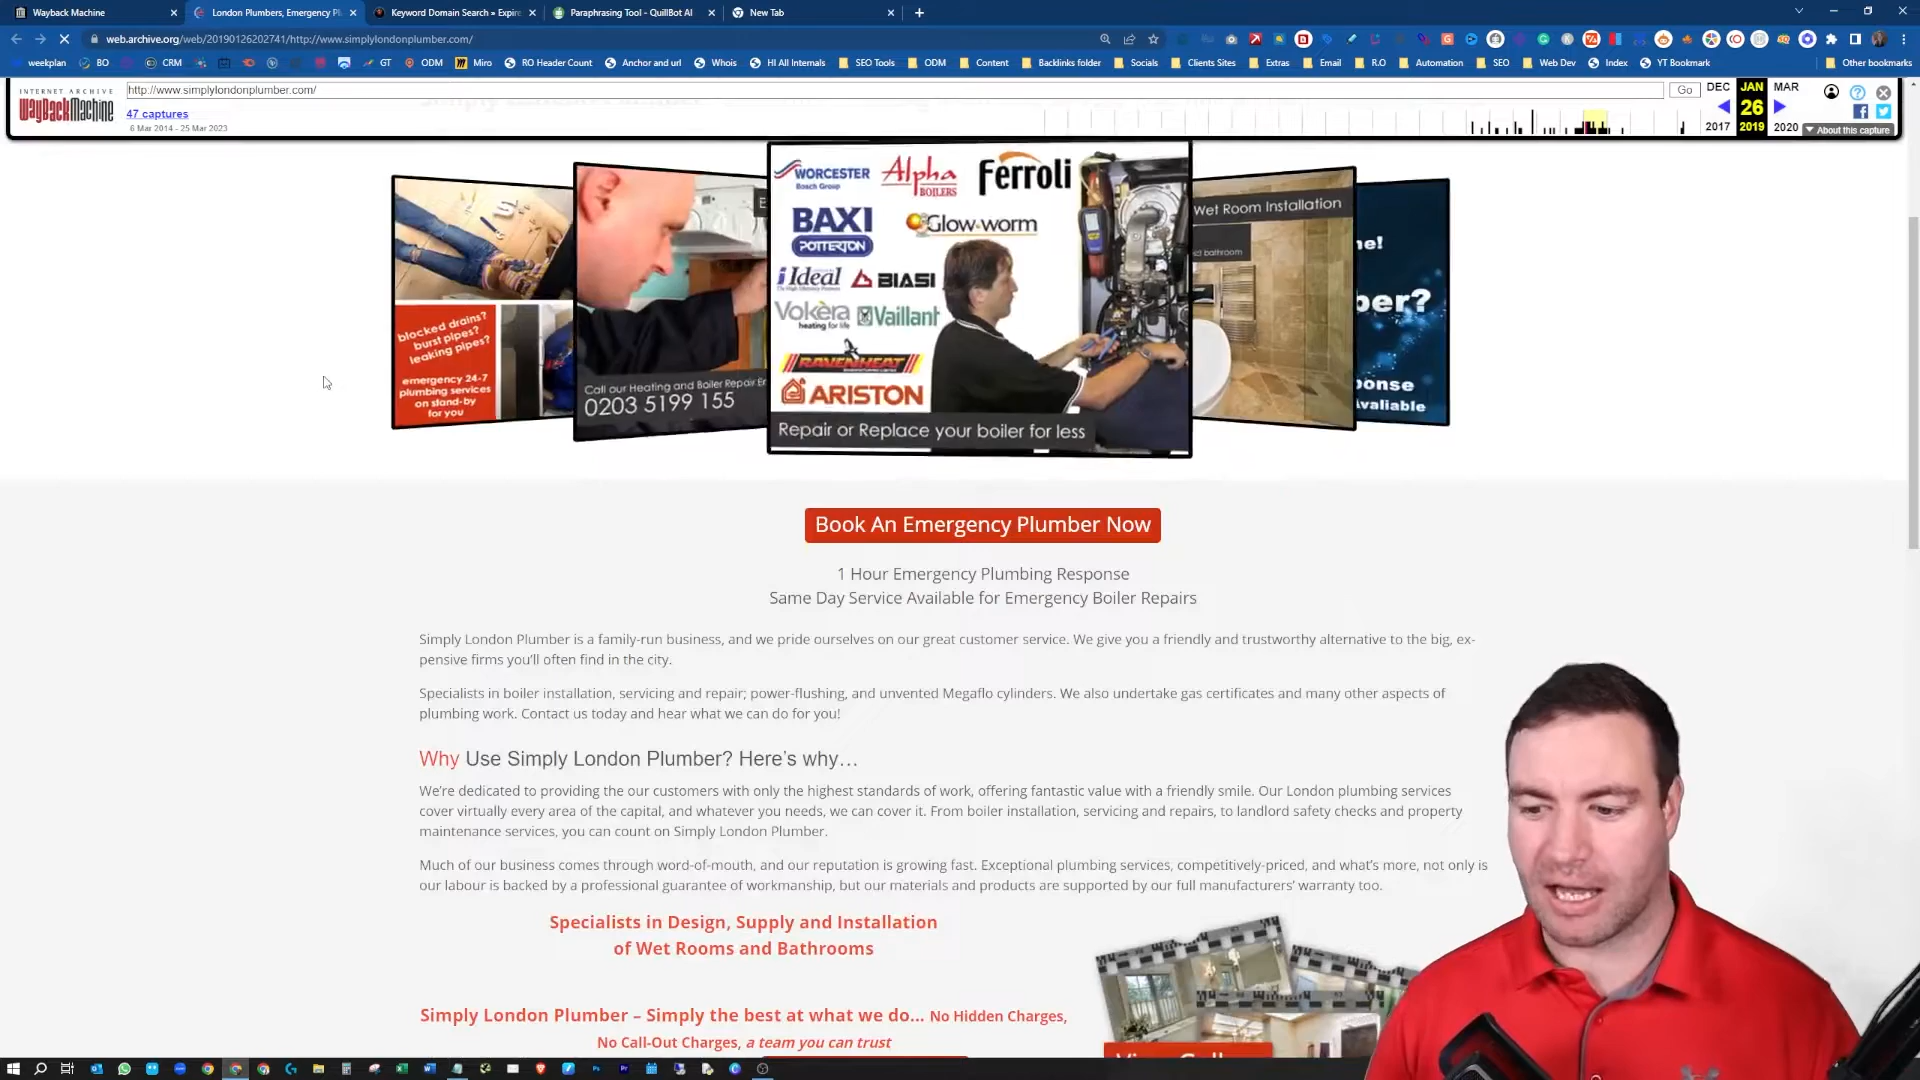 Wayback Machine
London Plumbers, Emergency Pl
Keyword Domain Search » Expire
Paraphrasing Tool - QuillBot AI
New Tab
web.archive.org/web/20190126202741/http://www.simplylondonplumber.com/
weekplan
BO
CRM
GT
ODM
Miro
RO Header Count
Anchor and url
Whois
HI All Internals
SEO Tools
ODM
Content
Backlinks folder
Socials
Clients Sites
Extras
Email
R.O
Automation
SEO
Web Dev
Index
YT Bookmark
Other bookmarks
INTERNET ARCHIVE
WayBackMachine
http://www.simplylondonplumber.com/
Go
DEC
JAN
MAR
47 captures
6 Mar 2014 - 25 Mar 2023
26
2017
2019
2020
About this capture
WORCESTER
Bosch Group
Alpha
BOILERS
Ferroli
BAXI
POTTERTON
Glow-worm
Ideal
BIASI
Vokèra
heating for life
Vaillant
RAVENHEAT
ARISTON
Repair or Replace your boiler for less
blocked drains?
burst pipes?
leaking pipes?
emergency 24-7
plumbing services
on stand-by
for you
Call our Heating and Boiler Repair En
0203 5199 155
Wet Room Installation
bathroom
ne!
ber?
ponse
Avaliable
Book An Emergency Plumber Now
1 Hour Emergency Plumbing Response
Same Day Service Available for Emergency Boiler Repairs
Simply London Plumber is a family-run business, and we pride ourselves on our great customer service. We give you a friendly and trustworthy alternative to the big, ex-
pensive firms you'll often find in the city.
Specialists in boiler installation, servicing and repair; power-flushing, and unvented Megaflo cylinders. We also undertake gas certificates and many other aspects of
plumbing work. Contact us today and hear what we can do for you!
Why Use Simply London Plumber? Here's why…
We're dedicated to providing the our customers with only the highest standards of work, offering fantastic value with a friendly smile. Our London plumbing services
cover virtually every area of the capital, and whatever you needs, we can cover it. From boiler installation, servicing and repairs, to landlord safety checks and property
maintenance services, you can count on Simply London Plumber.
Much of our business comes through word-of-mouth, and our reputation is growing fast. Exceptional plumbing services, competitively-priced, and what's more, not only is
our labour is backed by a professional guarantee of workmanship, but our materials and products are supported by our full manufacturers' warranty too.
Specialists in Design, Supply and Installation
of Wet Rooms and Bathrooms
Simply London Plumber – Simply the best at what we do… No Hidden Charges,
No Call-Out Charges, a team you can trust